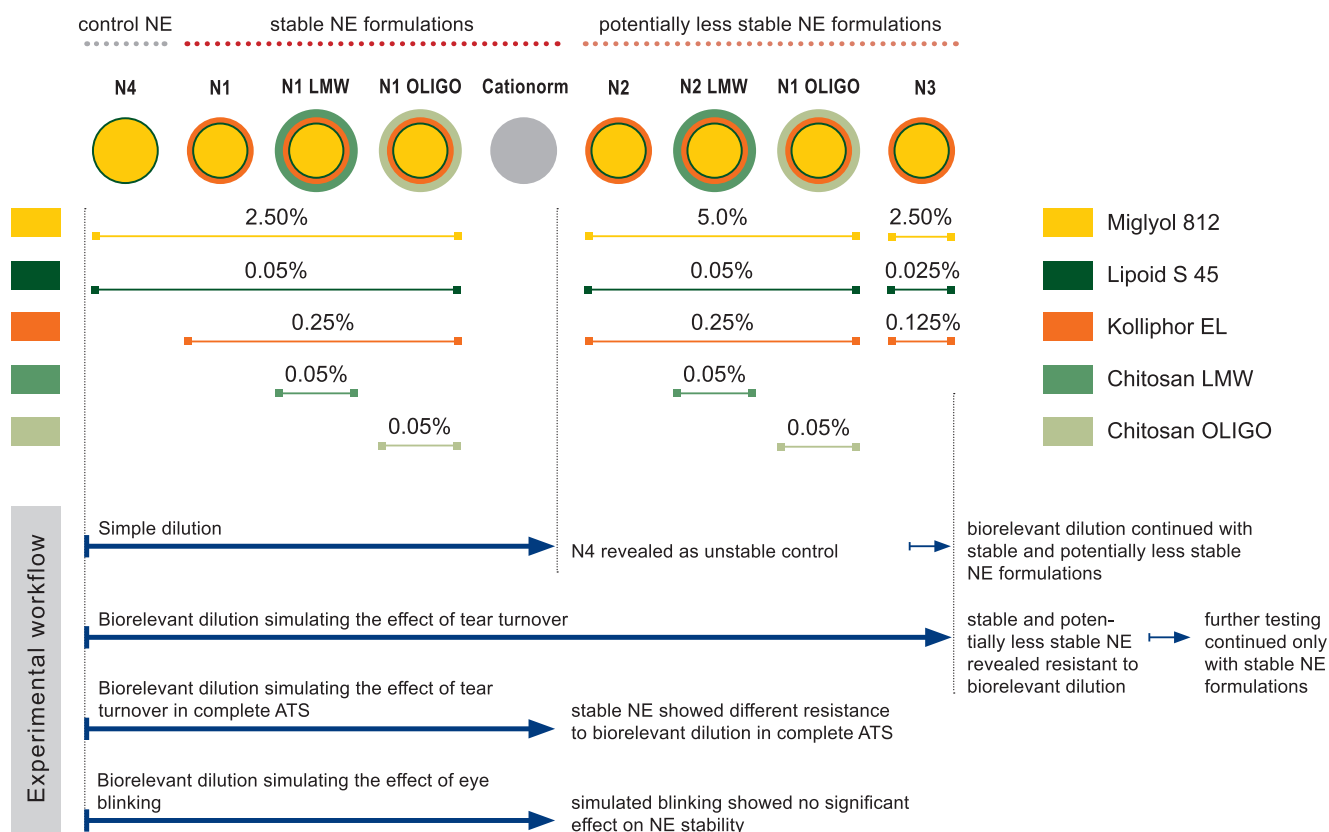 control NE
stable NE formulations
potentially less stable NE formulations
N4
N1
N1 LMW
N1 OLIGO
Cationorm
N2
N2 LMW
N1 OLIGO
N3
2.50%
5.0%
2.50%
Miglyol 812
0.05%
0.05%
0.025%
Lipoid S 45
0.25%
0.25%
0.125%
Kolliphor EL
0.05%
0.05%
Chitosan LMW
0.05%
0.05%
Chitosan OLIGO
Experimental workflow
Simple dilution
N4 revealed as unstable control
biorelevant dilution continued with
stable and potentially less stable
NE formulations
Biorelevant dilution simulating the effect of tear turnover
stable and poten-
tially less stable NE
revealed resistant to
biorelevant dilution
further testing
continued only
with stable NE
formulations
Biorelevant dilution simulating the effect of tear
turnover in complete ATS
stable NE showed different resistance
to biorelevant dilution in complete ATS
Biorelevant dilution simulating the effect of eye
blinking
simulated blinking showed no significant
effect on NE stability